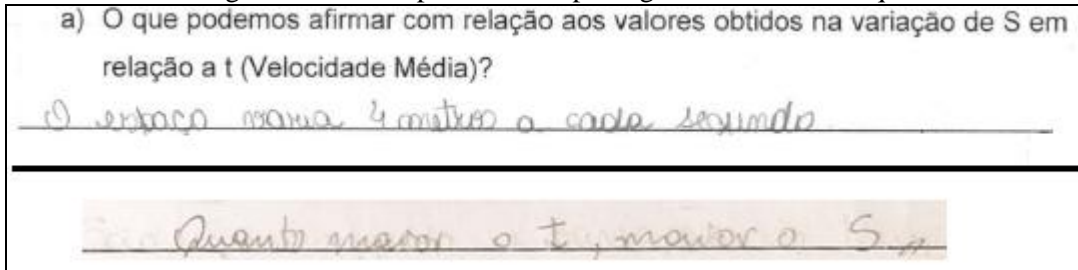 a) O que podemos afirmar com relação aos valores obtidos na variação de S em
relação a t (Velocidade Média)?
O espaço varia 4 metros a cada segundo
Quanto maior o t, maior o S